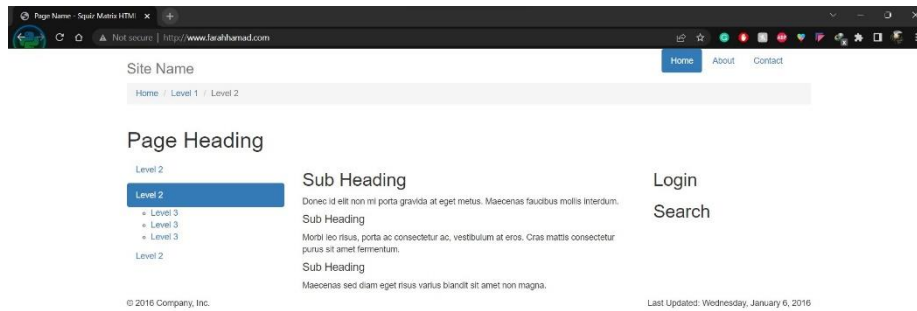 Page Name - Squiz Matrix HTML
Not secure | http://www.farahhamad.com
Site Name
Home About Contact
Home / Level 1 / Level 2
Page Heading
Level 2
Level 2
Level 3
Level 3
Level 3
Level 2
Sub Heading
Donec id elit non mi porta gravida at eget metus. Maecenas faucibus mollis interdum.
Sub Heading
Morbi leo risus, porta ac consectetur ac, vestibulum at eros. Cras mattis consectetur
purus sit amet fermentum.
Sub Heading
Maecenas sed diam eget risus varius blandit sit amet non magna.
Login
Search
© 2016 Company, Inc.
Last Updated: Wednesday, January 6, 2016